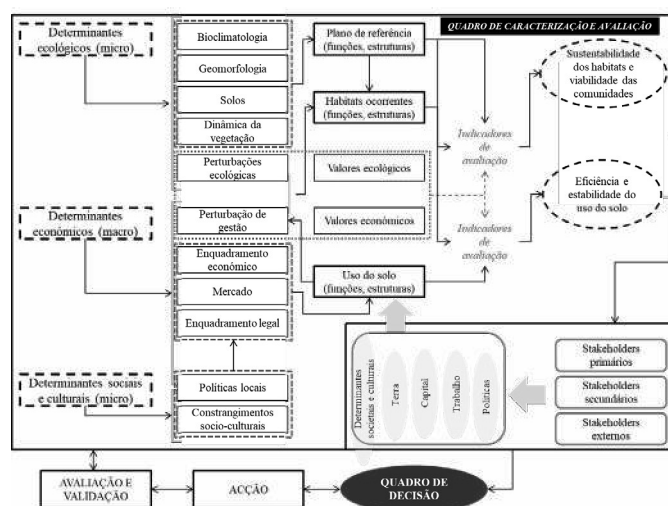 QUADRO DE CARACTERIZAÇÃO E AVALIAÇÃO
Determinantes
ecológicos (micro)
Bioclimatologia
Geomorfologia
Solos
Dinâmica da
vegetação
Perturbações
ecológicas
Perturbação de
gestão
Plano de referência
(funções, estruturas)
Habitats ocorrentes
(funções, estruturas)
Valores ecológicos
Valores económicos
Uso do solo
(funções, estruturas)
Indicadores
de
avaliação
Indicadores
de
avaliação
Sustentabilidade
dos habitats e
viabilidade das
comunidades
Eficiência e
estabilidade do
uso do solo
Determinantes
económicos (macro)
Enquadramento
económico
Mercado
Enquadramento legal
Determinantes sociais
e culturais (micro)
Políticas locais
Constrangimentos
socio-culturais
Determinantes
societais e culturais
Terra
Capital
Trabalho
Políticas
Stakeholders
primários
Stakeholders
secundários
Stakeholders
externos
AVALIAÇÃO E
VALIDAÇÃO
ACÇÃO
QUADRO DE
DECISÃO